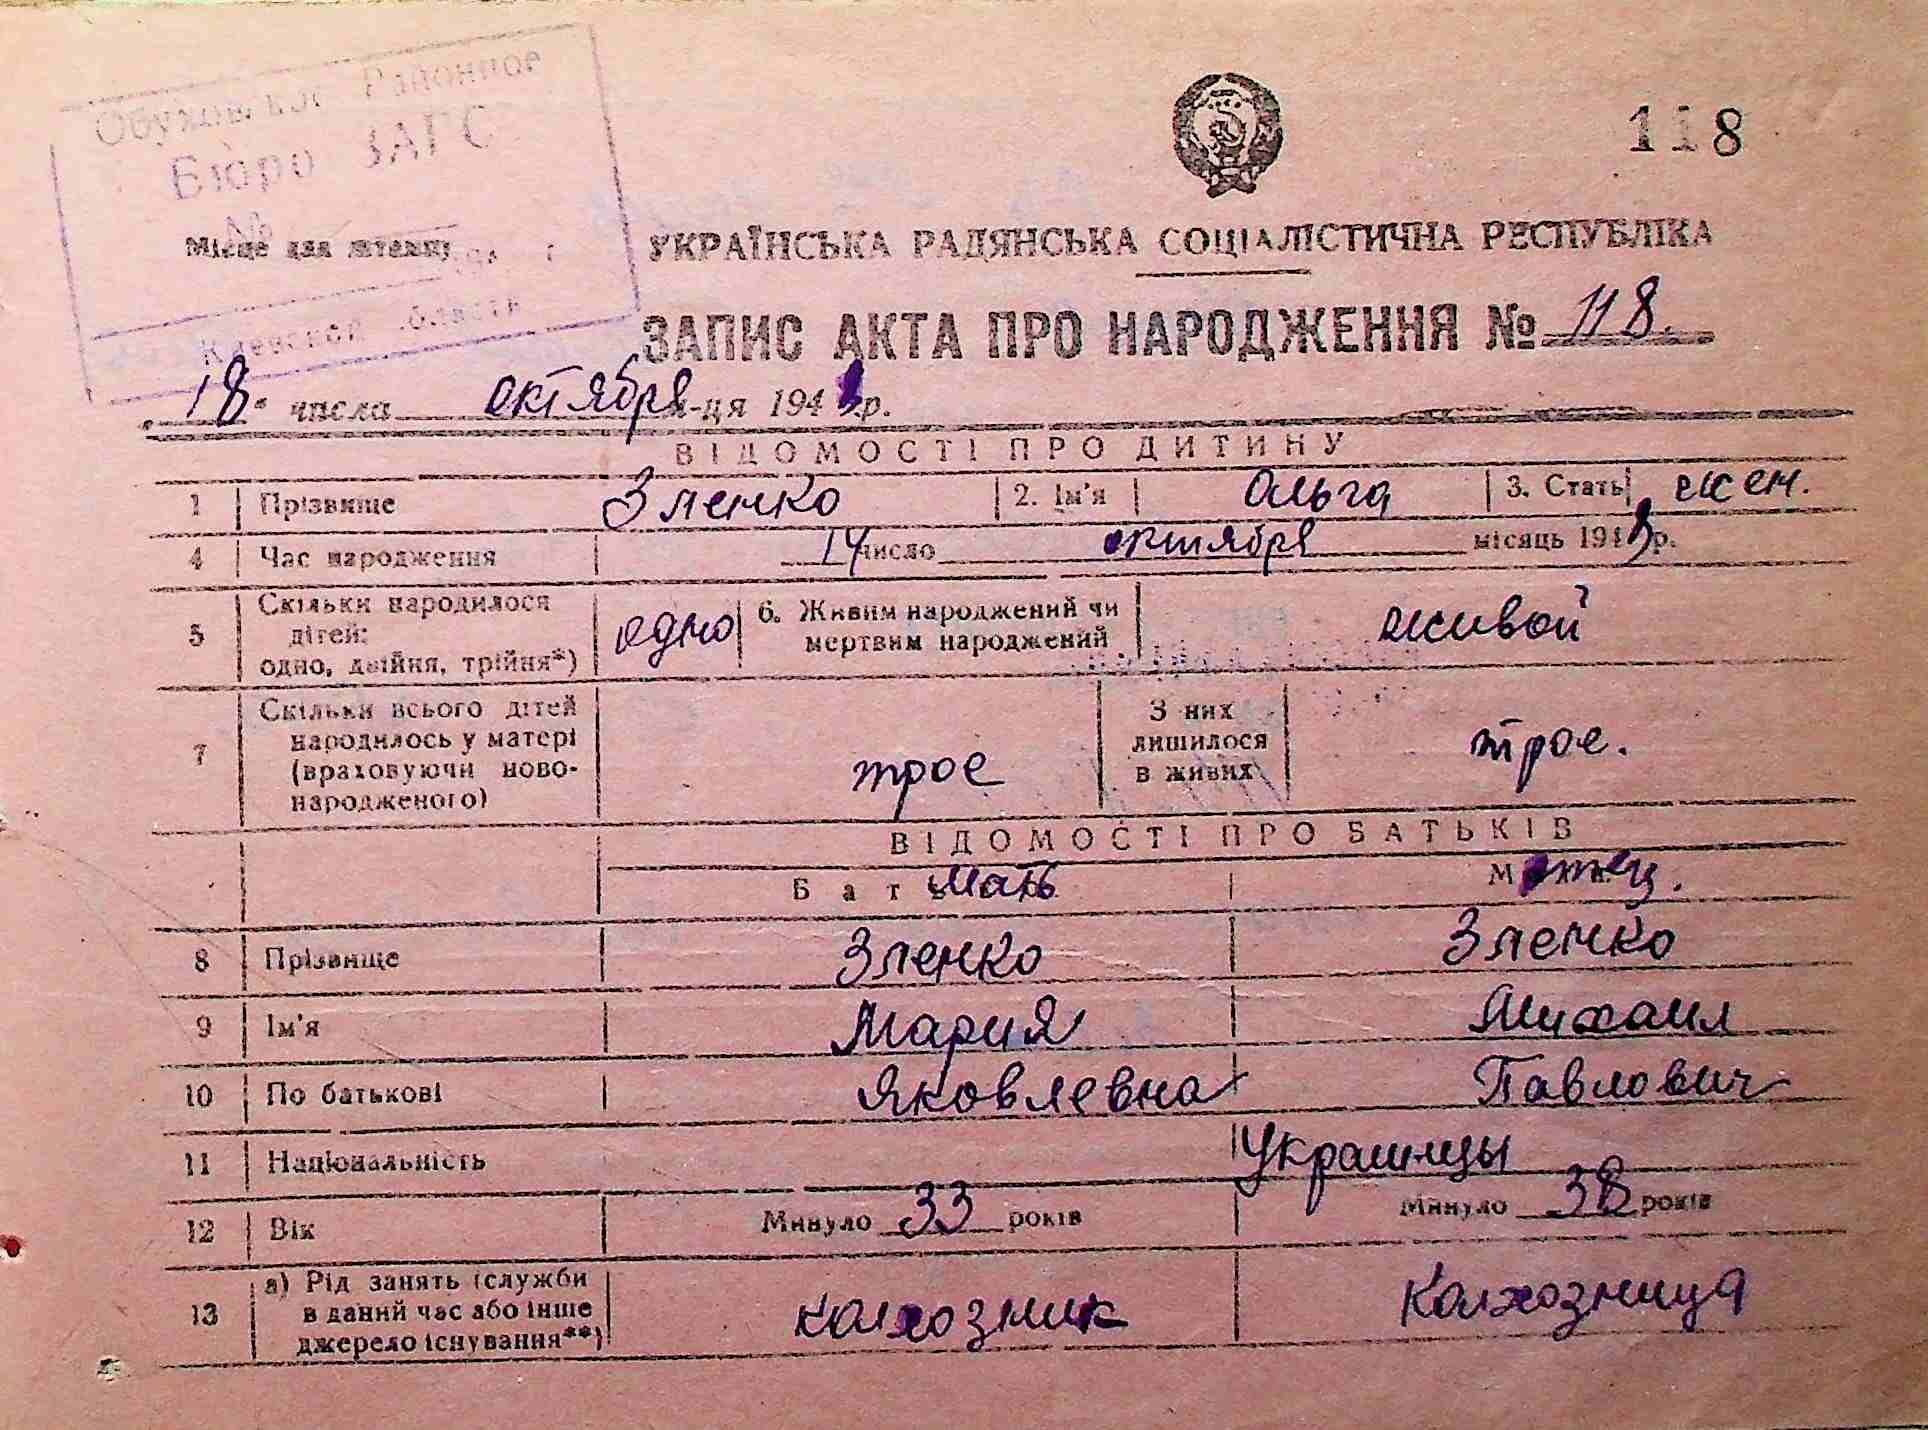 Районное
118
Бюро ЗАГС
№
Місце для штампу
УКРАЇНСЬКА РАДЯНСЬКА СОЦІАЛІСТИЧНА РЕСПУБЛІКА
Киевской области
ЗАПИС АКТА ПРО НАРОДЖЕННЯ № 118.
18 числа октября м-ця 194 р.
ВІДОМОСТІ ПРО ДИТИНУ
1 Прізвище Зленко 2. Ім'я Ольга 3. Стать жен.
4 Час народження 14 число октября місяць 194 р.
5 Скільки народилося дітей: одно, двійня, трійня*) одно 6. Живим народжений чи мертвим народжений живой
7 Скільки всього дітей народилось у матері (враховуючи новонародженого) трое З них лишилося в живих трое.
ВІДОМОСТІ ПРО БАТЬКІВ
Бать Мать М отец.
8 Прізвище Зленко Зленко
9 Ім'я Мария Михаил
10 По батькові Яковлевна Павлович
11 Національність Украинцы
12 Вік Минуло 33 років Минуло 38 років
13 а) Рід занять (служби в даний час або інше джерело існування**) колхозник Колхозница